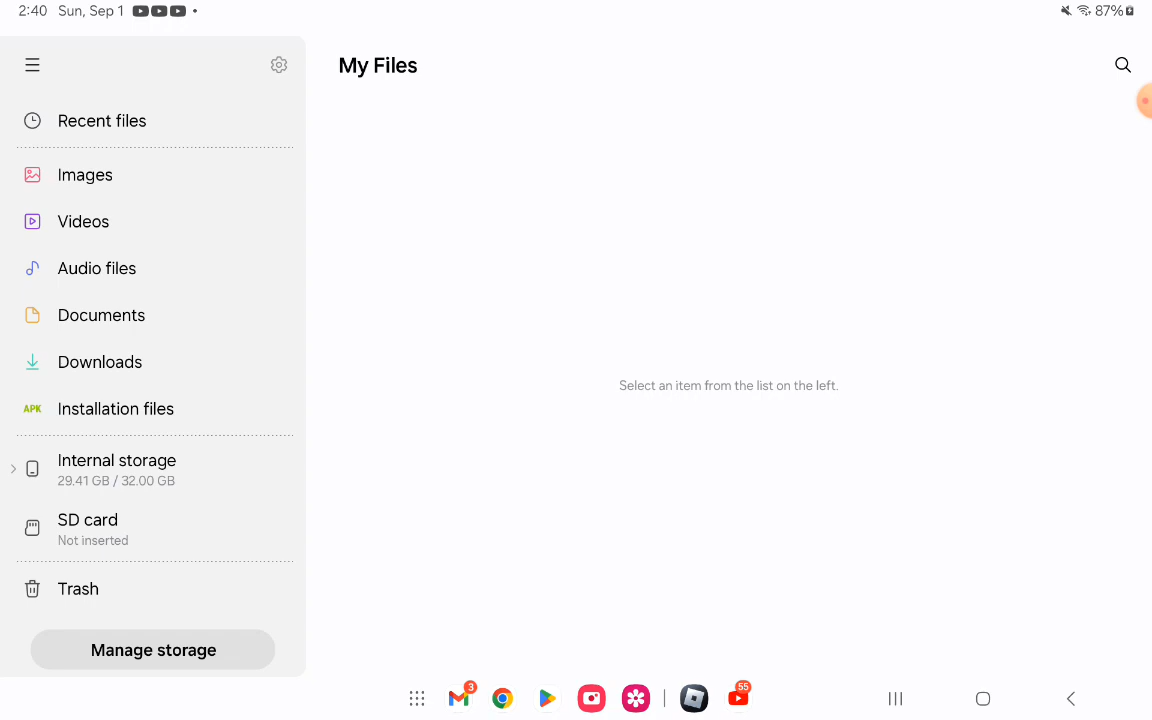 2:40 Sun, Sep 1 87%
My Files
Recent files
Images
Videos
Audio files
Documents
Downloads
APK Installation files
Internal storage
29.41 GB / 32.00 GB
SD card
Not inserted
Trash
Manage storage
Select an item from the list on the left.
3
55